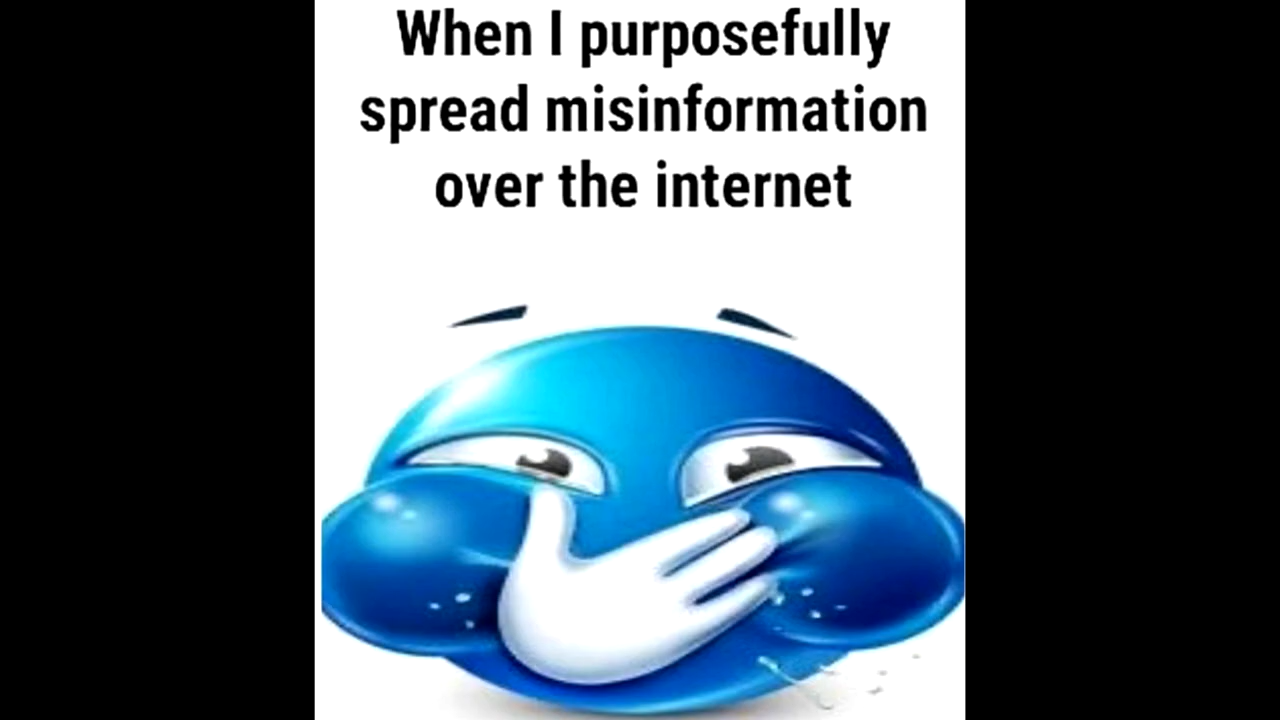 When I purposefully
spread misinformation
over the internet